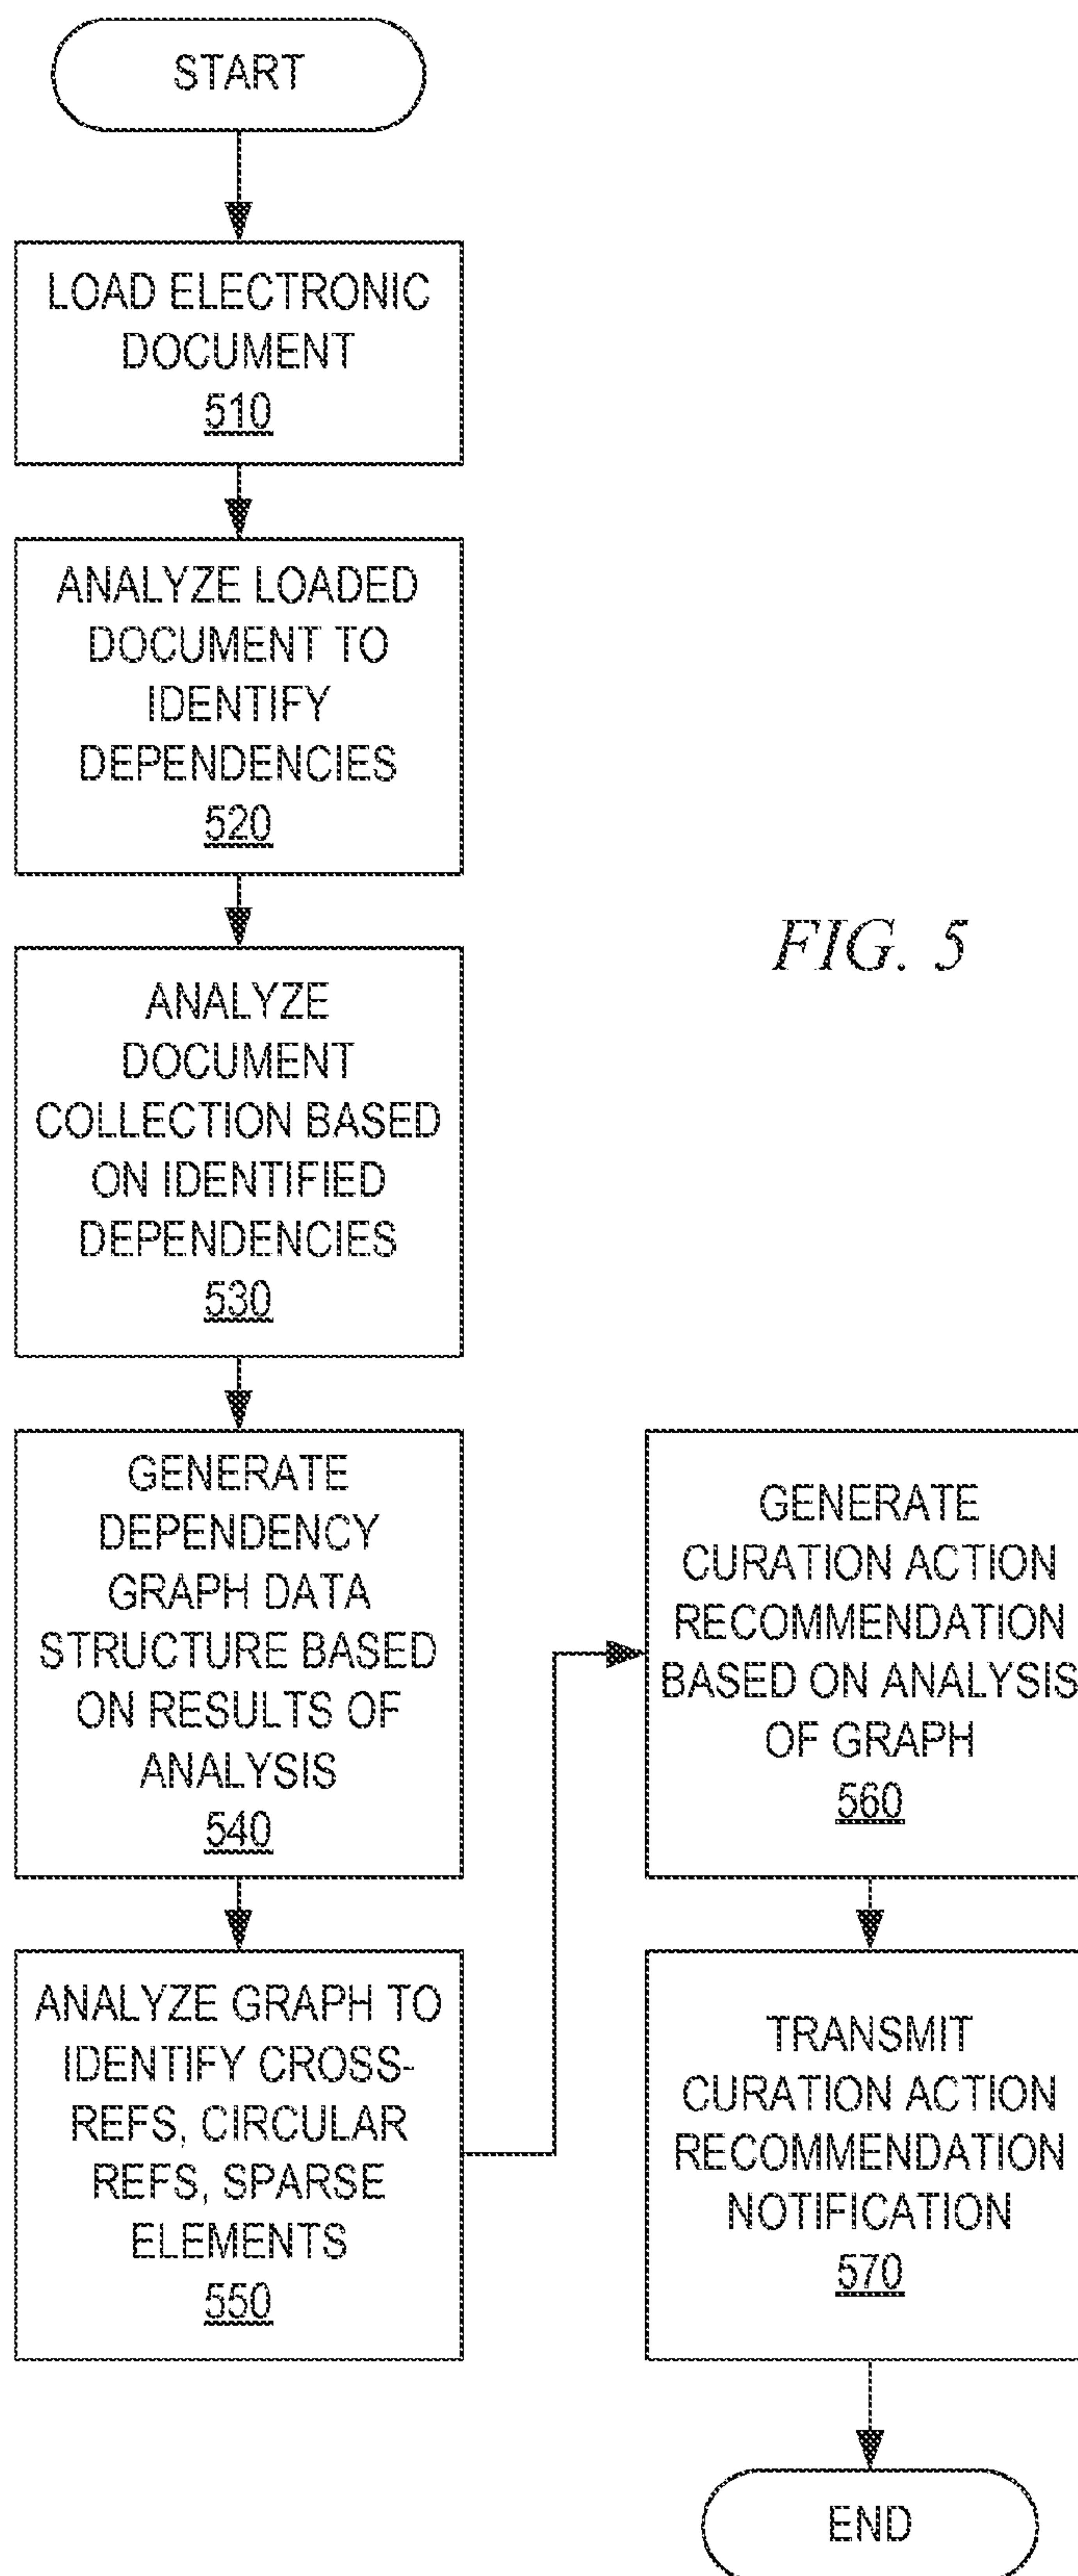 START
LOAD ELECTRONIC
DOCUMENT
510
ANALYZE LOADED
DOCUMENT TO
IDENTIFY
DEPENDENCIES
520
ANALYZE
DOCUMENT
COLLECTION BASED
ON IDENTIFIED
DEPENDENCIES
530
FIG. 5
GENERATE
DEPENDENCY
GRAPH DATA
STRUCTURE BASED
ON RESULTS OF
ANALYSIS
540
ANALYZE GRAPH TO
IDENTIFY CROSS-
REFS, CIRCULAR
REFS, SPARSE
ELEMENTS
550
GENERATE
CURATION ACTION
RECOMMENDATION
BASED ON ANALYSIS
OF GRAPH
560
TRANSMIT
CURATION ACTION
RECOMMENDATION
NOTIFICATION
570
END